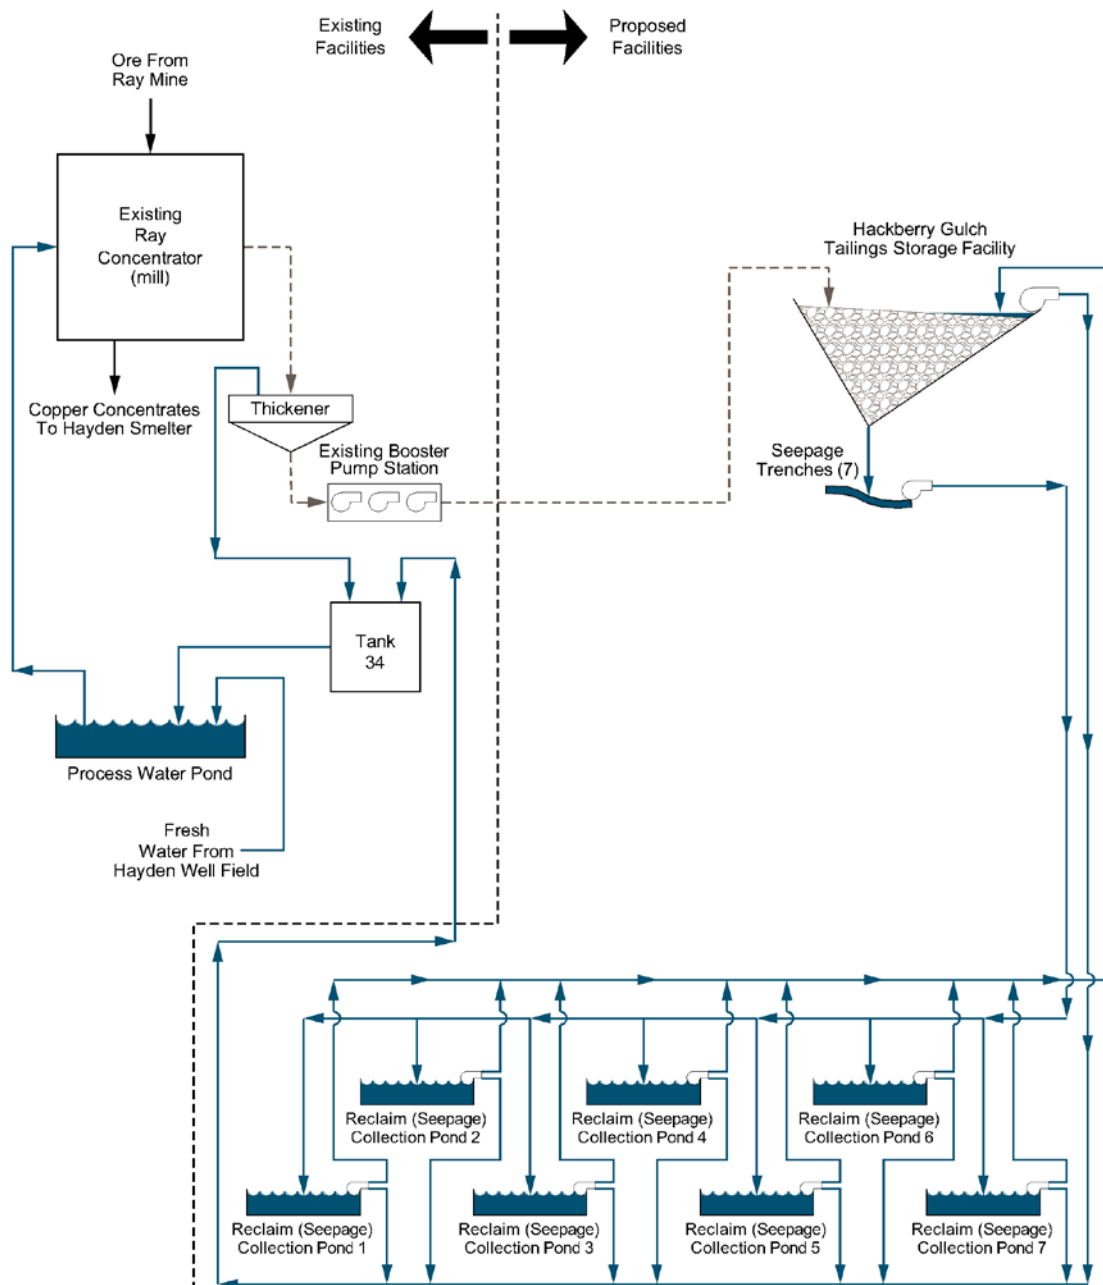 Existing
Facilities
Proposed
Facilities
Ore From
Ray Mine
Existing
Ray
Concentrator
(mill)
Hackberry Gulch
Tailings Storage Facility
Copper Concentrates
To Hayden Smelter
Thickener
Existing Booster
Pump Station
Seepage
Trenches (7)
Tank
34
Process Water Pond
Fresh
Water From
Hayden Well Field
Reclaim (Seepage)
Collection Pond 2
Reclaim (Seepage)
Collection Pond 4
Reclaim (Seepage)
Collection Pond 6
Reclaim (Seepage)
Collection Pond 1
Reclaim (Seepage)
Collection Pond 3
Reclaim (Seepage)
Collection Pond 5
Reclaim (Seepage)
Collection Pond 7